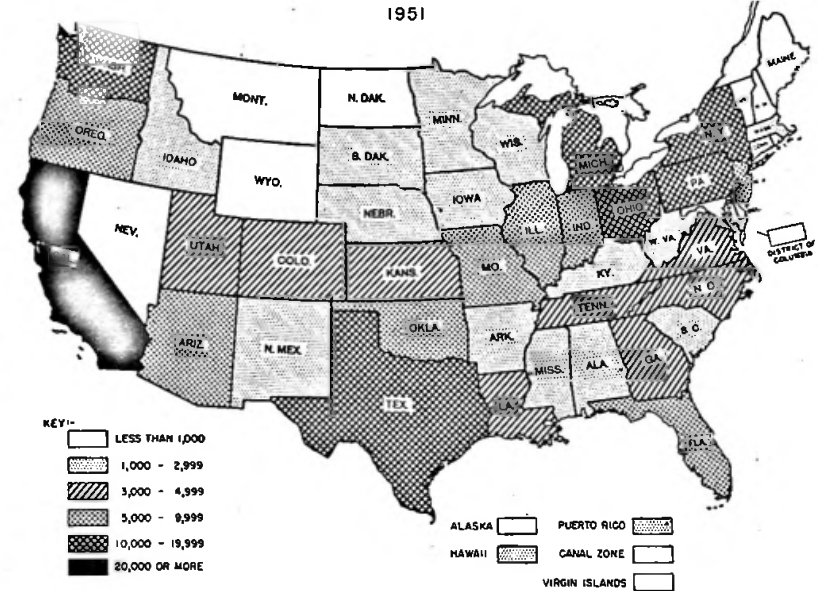 1951
MAINE
MONT.
N. DAK.
MINN.
OREG.
IDAHO
S. DAK.
WIS.
MICH.
N.Y.
WYO.
IOWA
PA.
NEBR.
NEV.
ILL.
IND.
OHIO
UTAH
COLO.
KANS.
MO.
W. VA.
VA.
KY.
DISTRICT OF
COLUMBIA
N.C.
TENN.
ARIZ.
N. MEX.
OKLA.
ARK.
S.C.
MISS.
ALA.
GA.
TEX.
LA.
FLA.
KEY:-
LESS THAN 1,000
1,000 - 2,999
3,000 - 4,999
5,000 - 9,999
10,000 - 19,999
20,000 OR MORE
ALASKA
PUERTO RICO
HAWAII
CANAL ZONE
VIRGIN ISLANDS